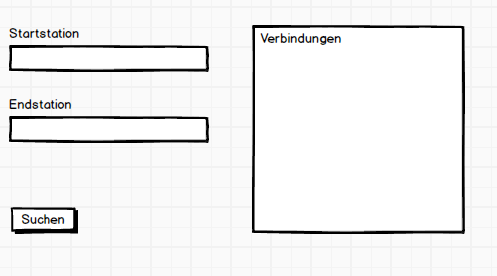 Startstation
Endstation
Suchen
Verbindungen